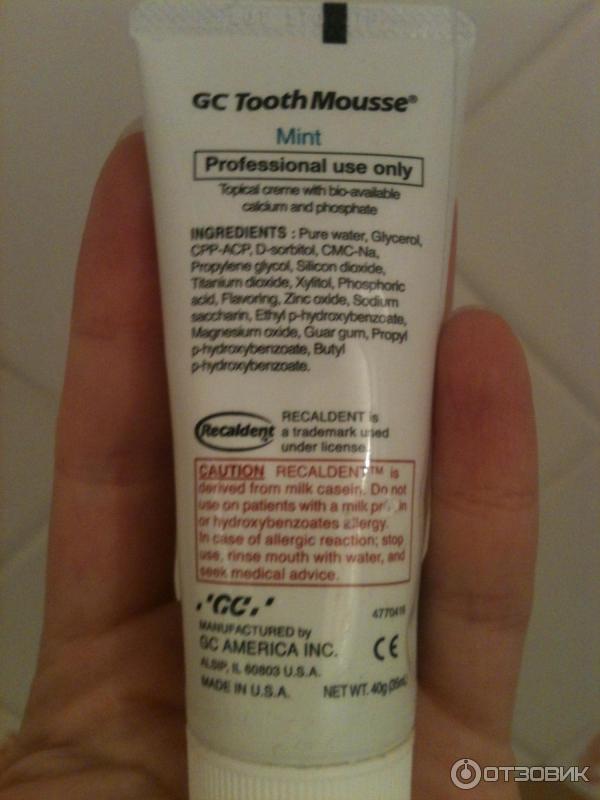 GC Tooth Mousse®
Mint
Professional use only
Topical creme with bio-available
calcium and phosphate
INGREDIENTS : Pure water, Glycerol,
CPP-ACP, D-sorbitol, CMC-Na,
Propylene glycol, Silicon dioxide,
Titanium dioxide, Xylitol, Phosphoric
acid, Flavoring, Zinc oxide, Sodium
saccharin, Ethyl p-hydroxybenzoate,
Magnesium oxide, Guar gum, Propyl
p-hydroxybenzoate, Butyl
p-hydroxybenzoate.
Recaldent
RECALDENT is
a trademark used
under license.
CAUTION RECALDENT™ is
derived from milk casein. Do not
use on patients with a milk protein
or hydroxybenzoates allergy.
In case of allergic reaction; stop
use, rinse mouth with water, and
seek medical advice.
GC
4770416
MANUFACTURED by
GC AMERICA INC.
ALSIP, IL 60803 U.S.A.
MADE IN U.S.A.
CE
NET WT. 40g (35mL)
ОТЗОВИК